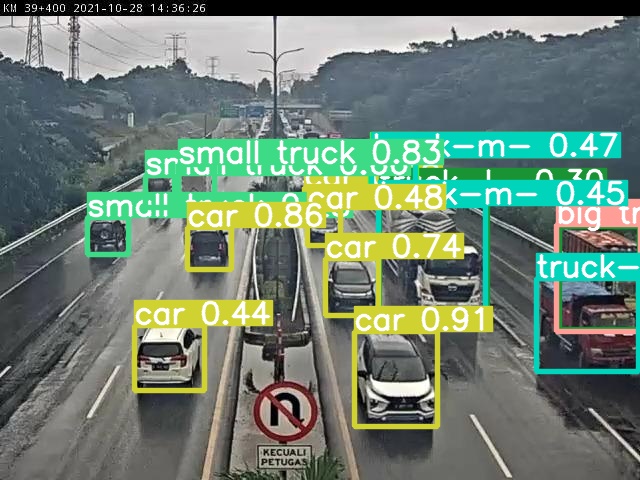 KM 39+400 2021-10-28 14:36:26
small truck 0.83
k-m- 0.47
k-m- 0.45
car 0.48
small
car 0.86
big tr
car 0.74
truck-
car 0.44
car 0.91
KECUALI
PETUGAS